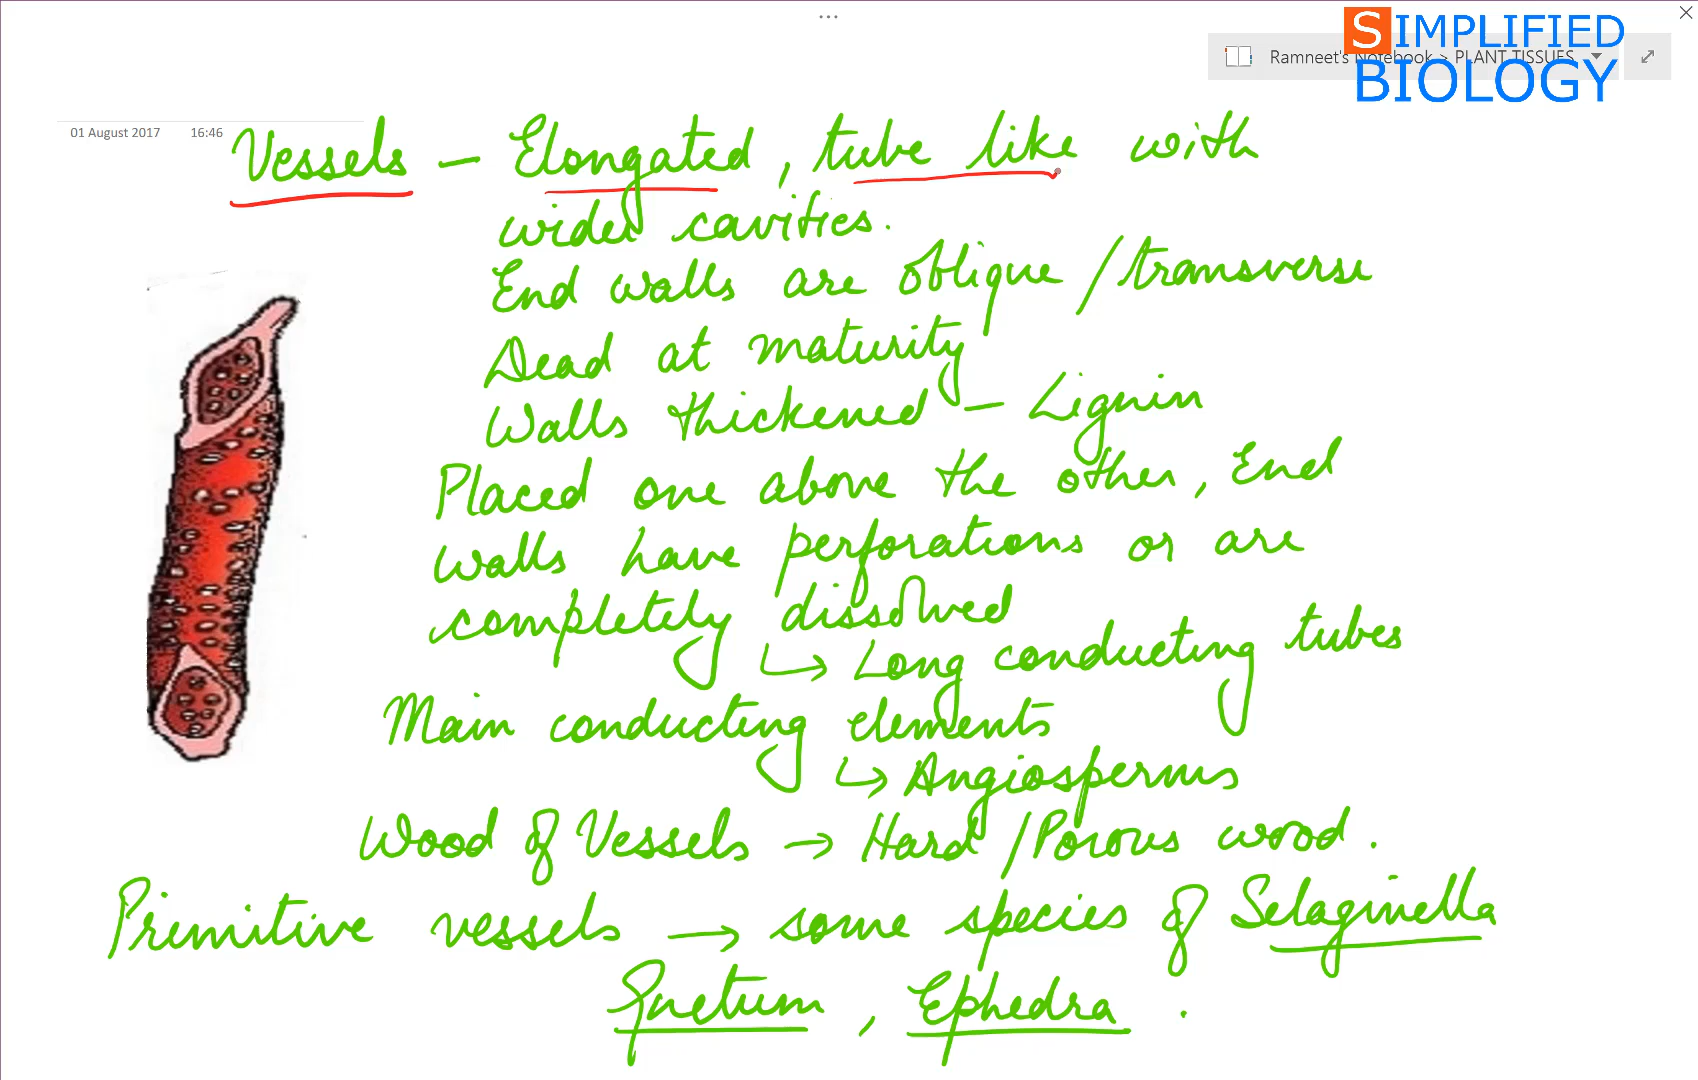 ...
SIMPLIFIED
Ramneet's Notebook > PLANT TISSUES
BIOLOGY
01 August 2017 16:46
Vessels - Elongated, tube like with
wider cavities.
End walls are oblique / transverse
Dead at maturity
Walls thickened - Lignin
Placed one above the other, End
walls have perforations or are
completely dissolved
↳ Long conducting tubes
Main conducting elements
↳ Angiosperms
Wood of Vessels → Hard / Porous wood.
Primitive vessels → some species of Selaginella
Gnetum, Ephedra.